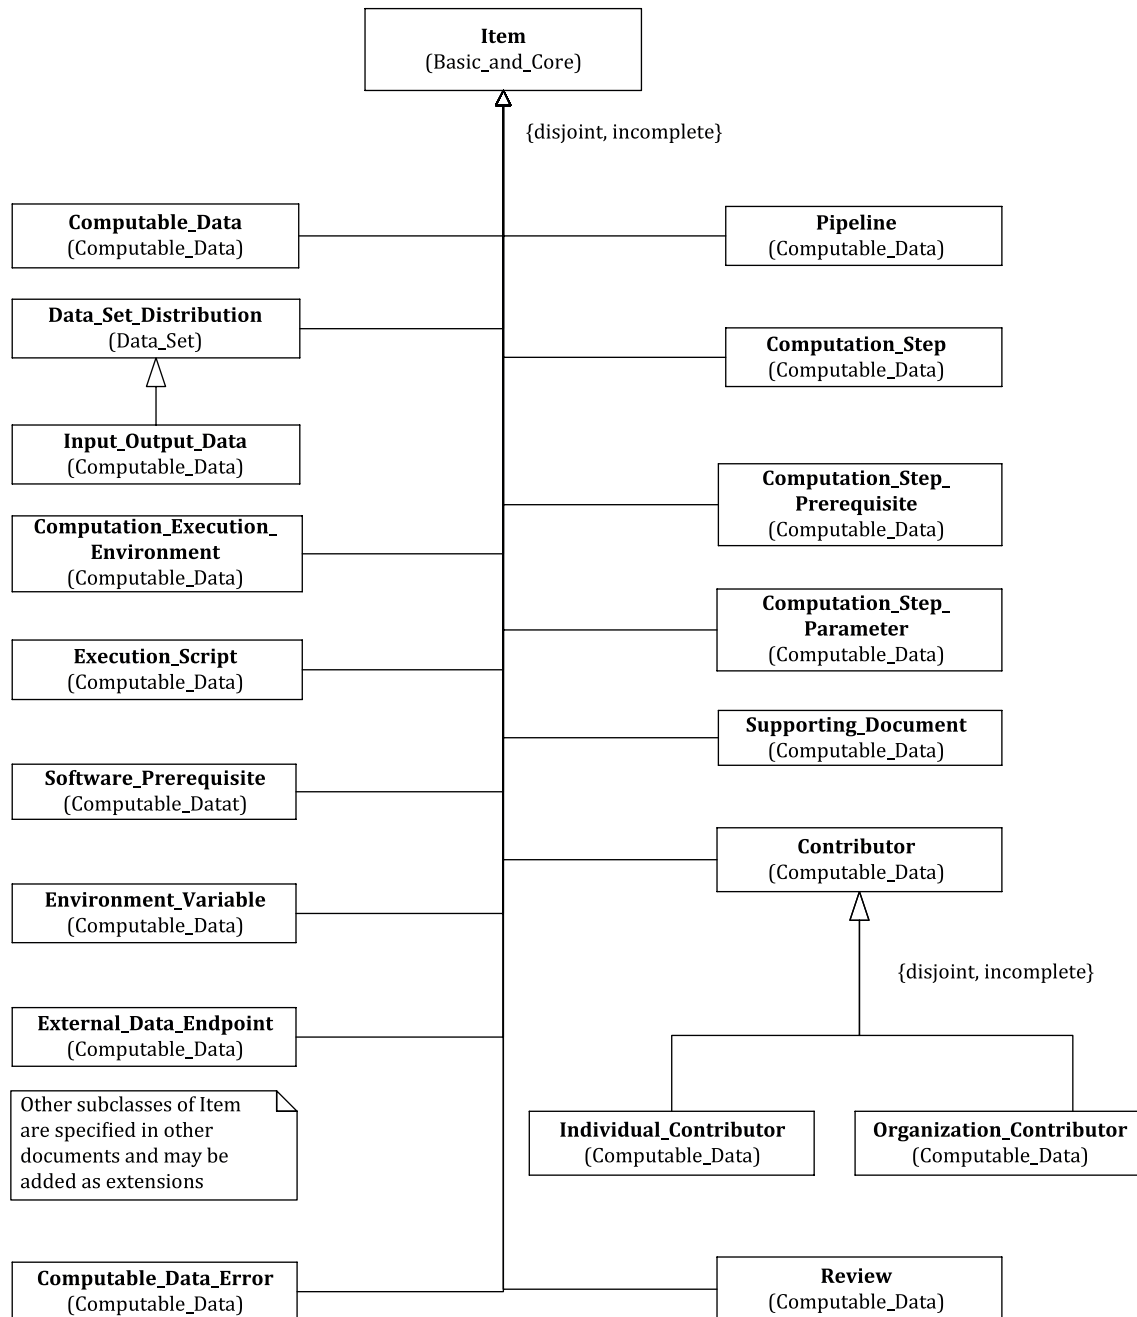 Item
(Basic_and_Core)
{disjoint, incomplete}
Computable_Data
(Computable_Data)
Pipeline
(Computable_Data)
Data_Set_Distribution
(Data_Set)
Computation_Step
(Computable_Data)
Input_Output_Data
(Computable_Data)
Computation_Step_
Prerequisite
(Computable_Data)
Computation_Execution_
Environment
(Computable_Data)
Computation_Step_
Parameter
(Computable_Data)
Execution_Script
(Computable_Data)
Supporting_Document
(Computable_Data)
Software_Prerequisite
(Computable_Datat)
Contributor
(Computable_Data)
Environment_Variable
(Computable_Data)
{disjoint, incomplete}
External_Data_Endpoint
(Computable_Data)
Other subclasses of Item
are specified in other
documents and may be
added as extensions
Individual_Contributor
(Computable_Data)
Organization_Contributor
(Computable_Data)
Computable_Data_Error
(Computable_Data)
Review
(Computable_Data)